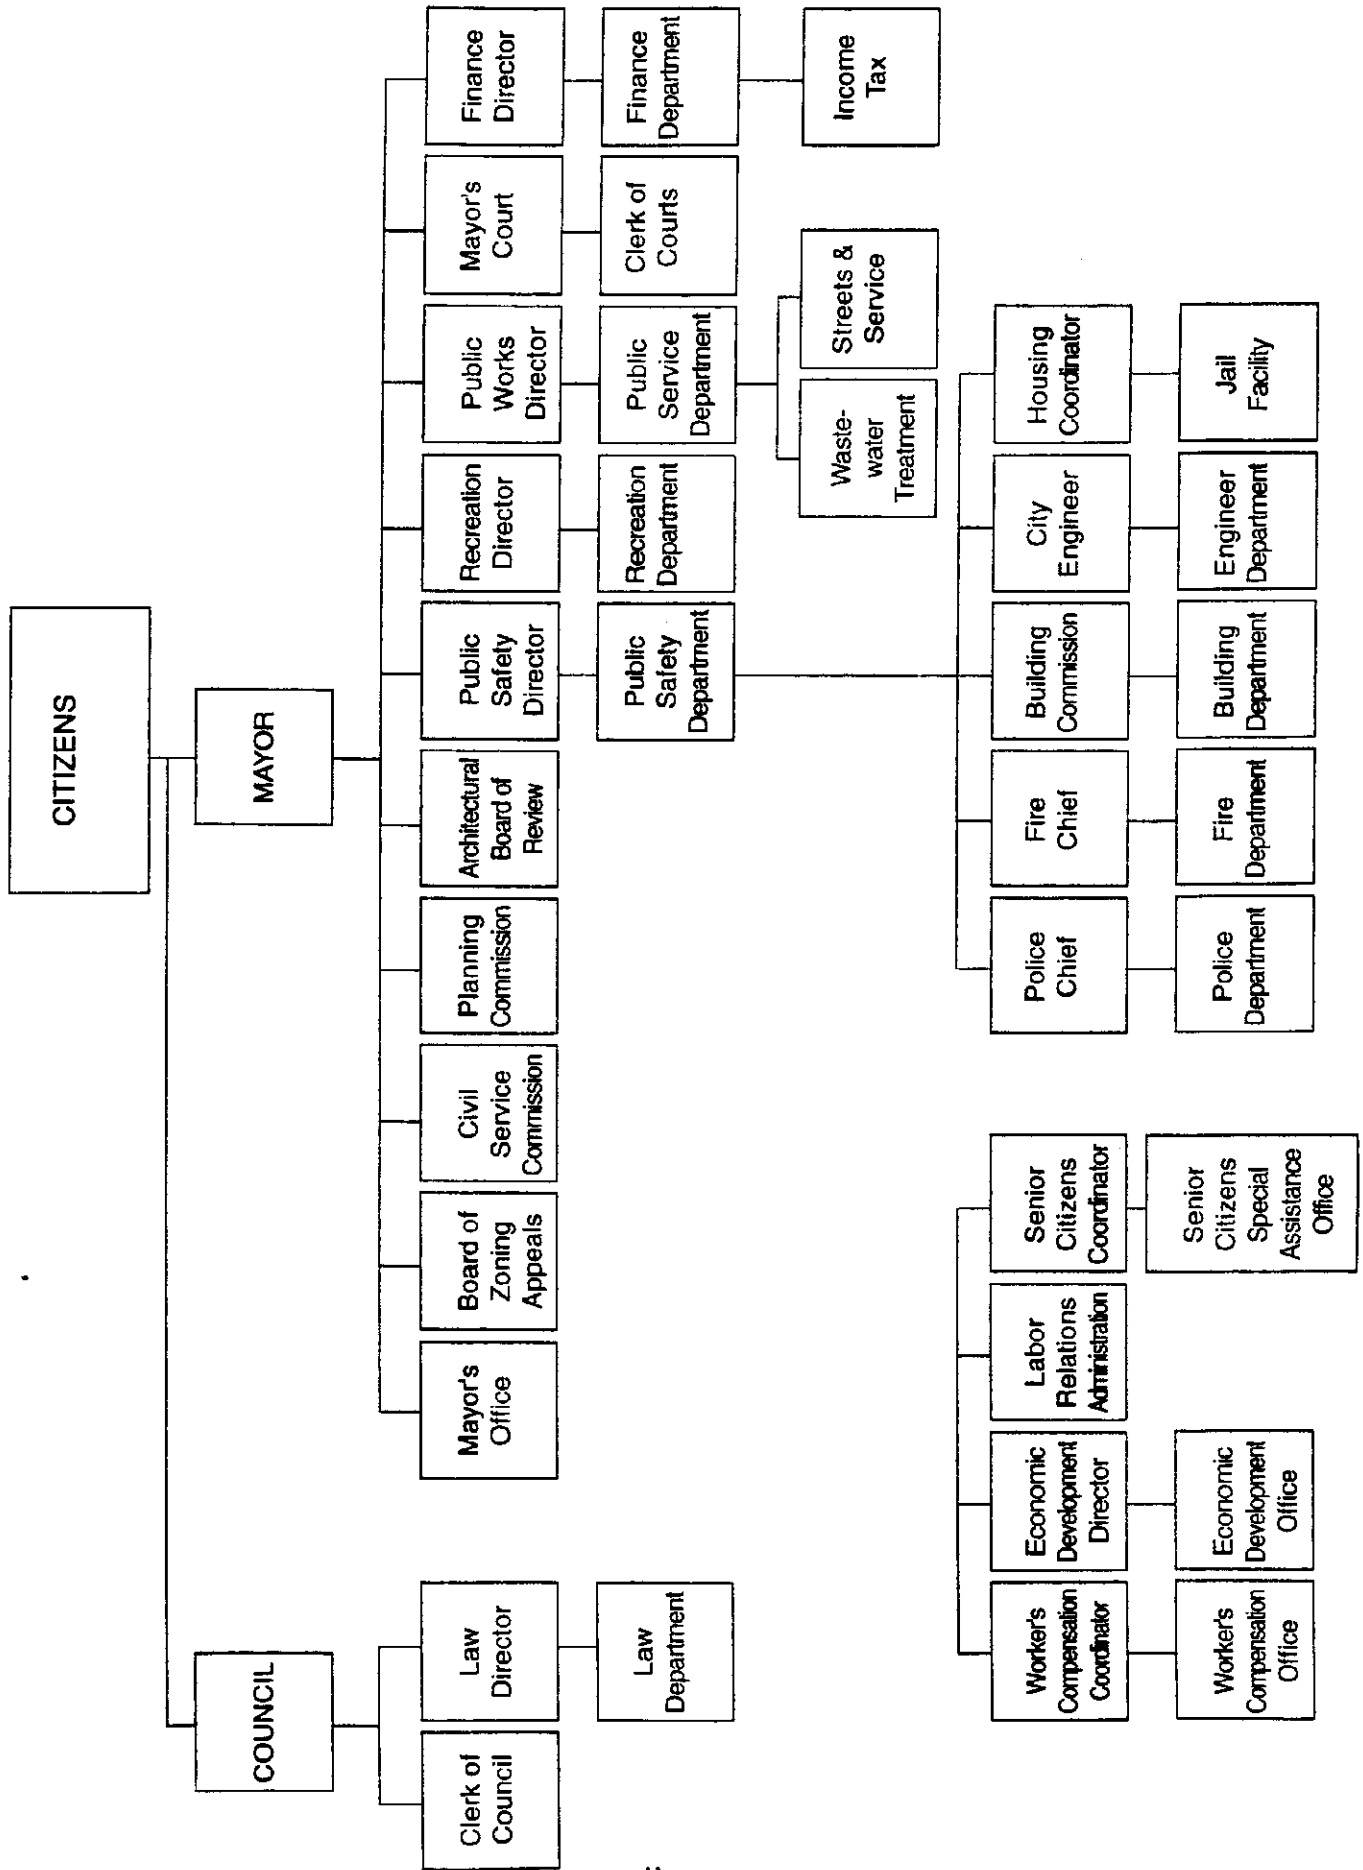 CITIZENS
COUNCIL
MAYOR
Clerk of
Council
Law
Director
Mayor's
Office
Board of
Zoning
Appeals
Civil
Service
Commission
Planning
Commission
Architectural
Board of
Review
Public
Safety
Director
Recreation
Director
Public
Works
Director
Mayor's
Court
Finance
Director
Law
Department
Public
Safety
Department
Recreation
Department
Public
Service
Department
Clerk of
Courts
Finance
Department
Waste-
water
Treatment
Streets &
Service
Income
Tax
Worker's
Compensation
Coordinator
Economic
Development
Director
Labor
Relations
Administration
Senior
Citizens
Coordinator
Police
Chief
Fire
Chief
Building
Commission
City
Engineer
Housing
Coordinator
Worker's
Compensation
Office
Economic
Development
Office
Senior
Citizens
Special
Assistance
Office
Police
Department
Fire
Department
Building
Department
Engineer
Department
Jail
Facility